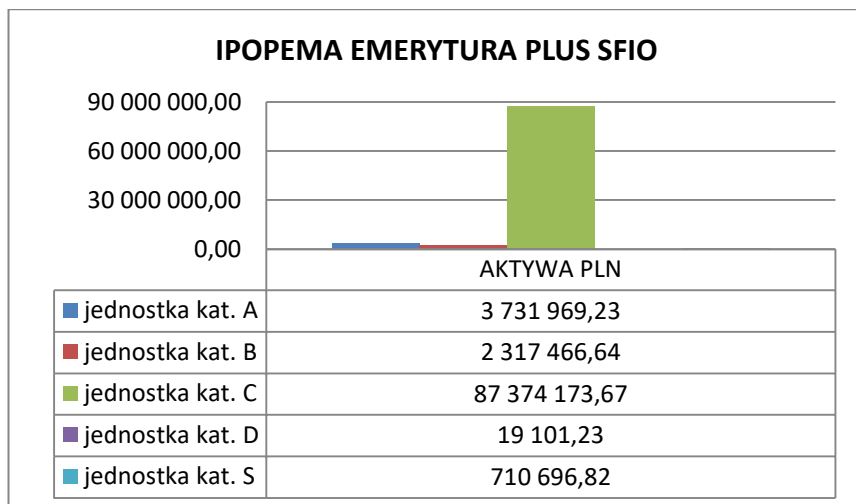 IPOPEMA EMERYTURA PLUS SFIO
90 000 000,00
60 000 000,00
30 000 000,00
0,00
AKTYWA PLN
jednostka kat. A 3 731 969,23
jednostka kat. B 2 317 466,64
jednostka kat. C 87 374 173,67
jednostka kat. D 19 101,23
jednostka kat. S 710 696,82